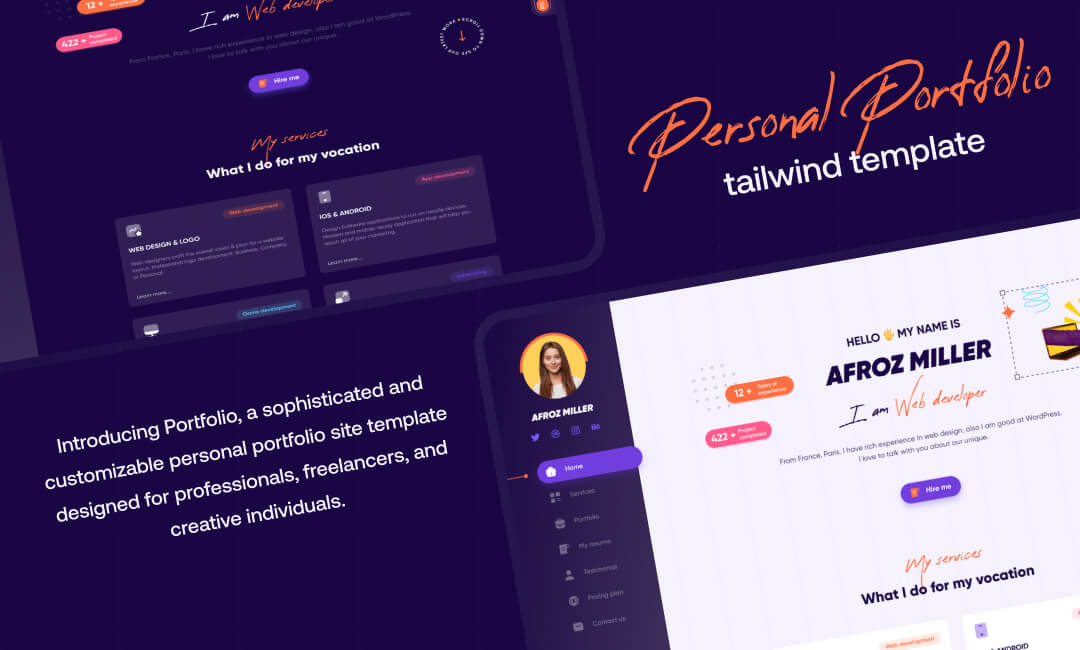 12 + Years of experience
422 + Project completed
I am Web developer
From France, Paris, I have rich experience in web design, also I am good at WordPress.
I love to talk with you about our unique.
Hire me
My services
What I do for my vocation
Web development
WEB DESIGN & LOGO
Web-designers craft the overall vision & plan for a website
layout, Professional logo development. Business, Company,
or Personal
Learn more...
App development
IOS & ANDROID
Design Software applications to run on mobile devices.
Modern and mobile-ready application that will help you
reach all of your marketing.
Learn more...
Game development
Advertising
Personal Portfolio
tailwind template
Introducing Portfolio, a sophisticated and
customizable personal portfolio site template
designed for professionals, freelancers, and
creative individuals.
AFROZ MILLER
Bē
Home
Services
Portfolio
My resume
Testimonial
Pricing plan
Contact us
HELLO 🖐 MY NAME IS
AFROZ MILLER
I am Web developer
12 + Years of experience
422 + Project completed
From France, Paris, I have rich experience in web design, also I am good at WordPress.
I love to talk with you about our unique.
Hire me
My services
What I do for my vocation
Web development
ANDROID